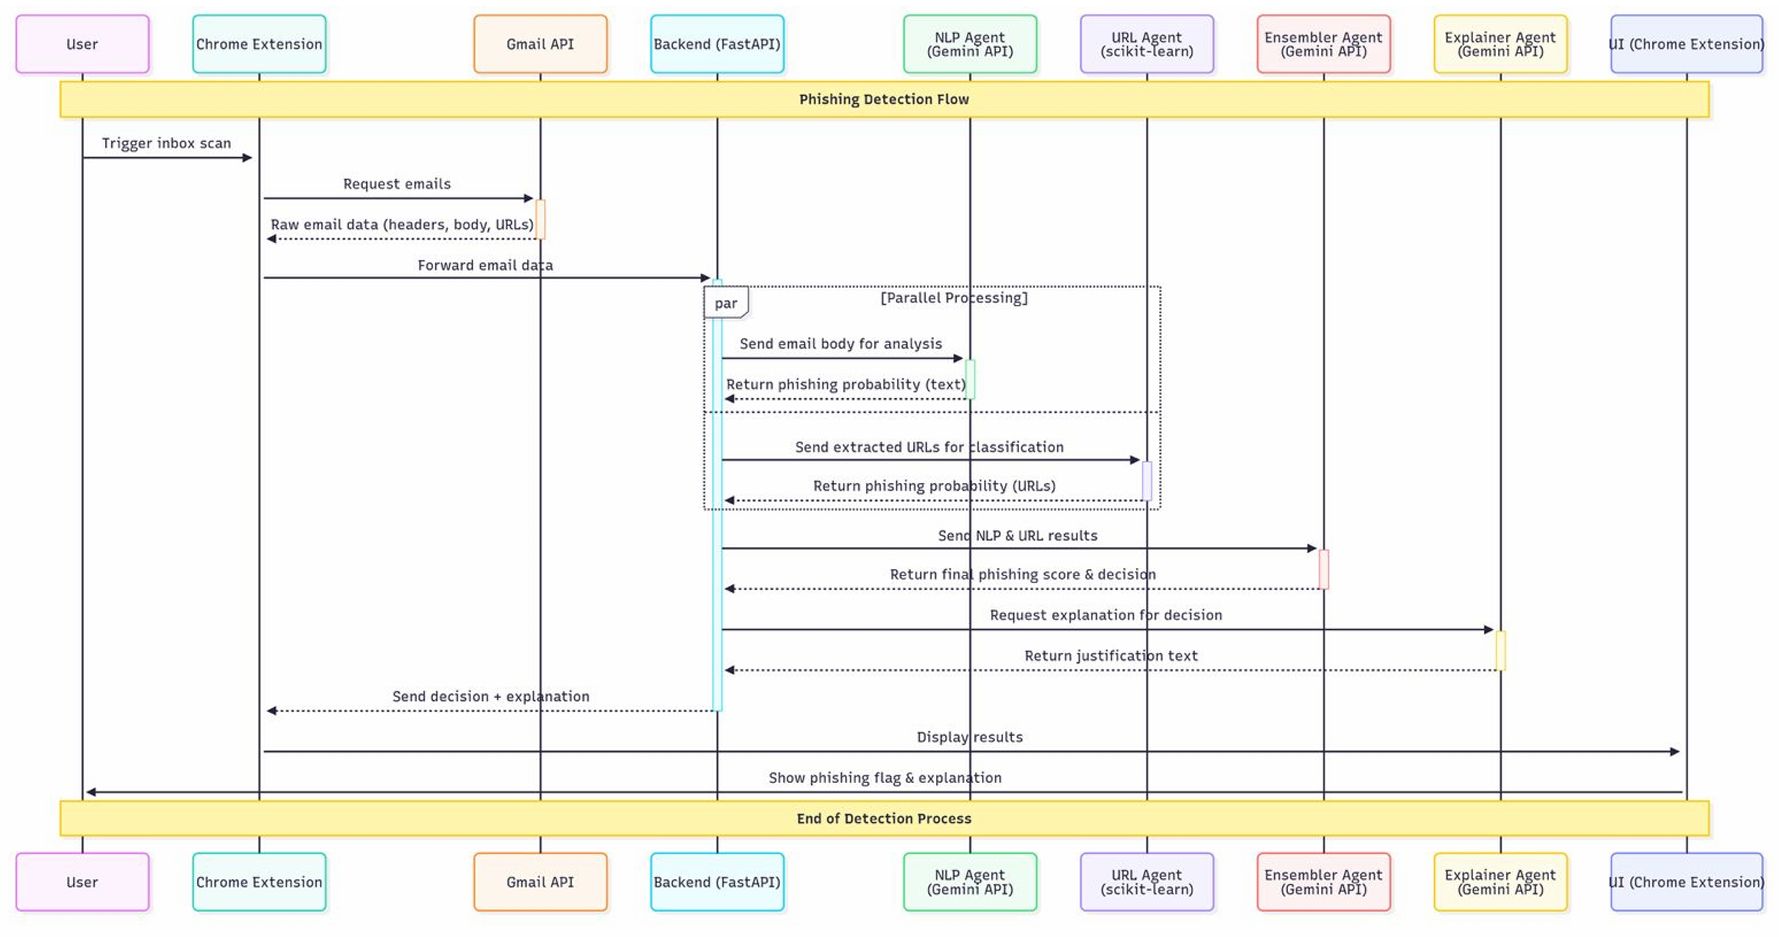 User
Chrome Extension
Gmail API
Backend (FastAPI)
NLP Agent
(Gemini API)
URL Agent
(scikit-learn)
Ensembler Agent
(Gemini API)
Explainer Agent
(Gemini API)
UI (Chrome Extension)
Phishing Detection Flow
Trigger inbox scan
Request emails
Raw email data (headers, body, URLs)
Forward email data
par
[Parallel Processing]
Send email body for analysis
Return phishing probability (text)
Send extracted URLs for classification
Return phishing probability (URLs)
Send NLP & URL results
Return final phishing score & decision
Request explanation for decision
Return justification text
Send decision + explanation
Display results
Show phishing flag & explanation
End of Detection Process
User
Chrome Extension
Gmail API
Backend (FastAPI)
NLP Agent
(Gemini API)
URL Agent
(scikit-learn)
Ensembler Agent
(Gemini API)
Explainer Agent
(Gemini API)
UI (Chrome Extension)